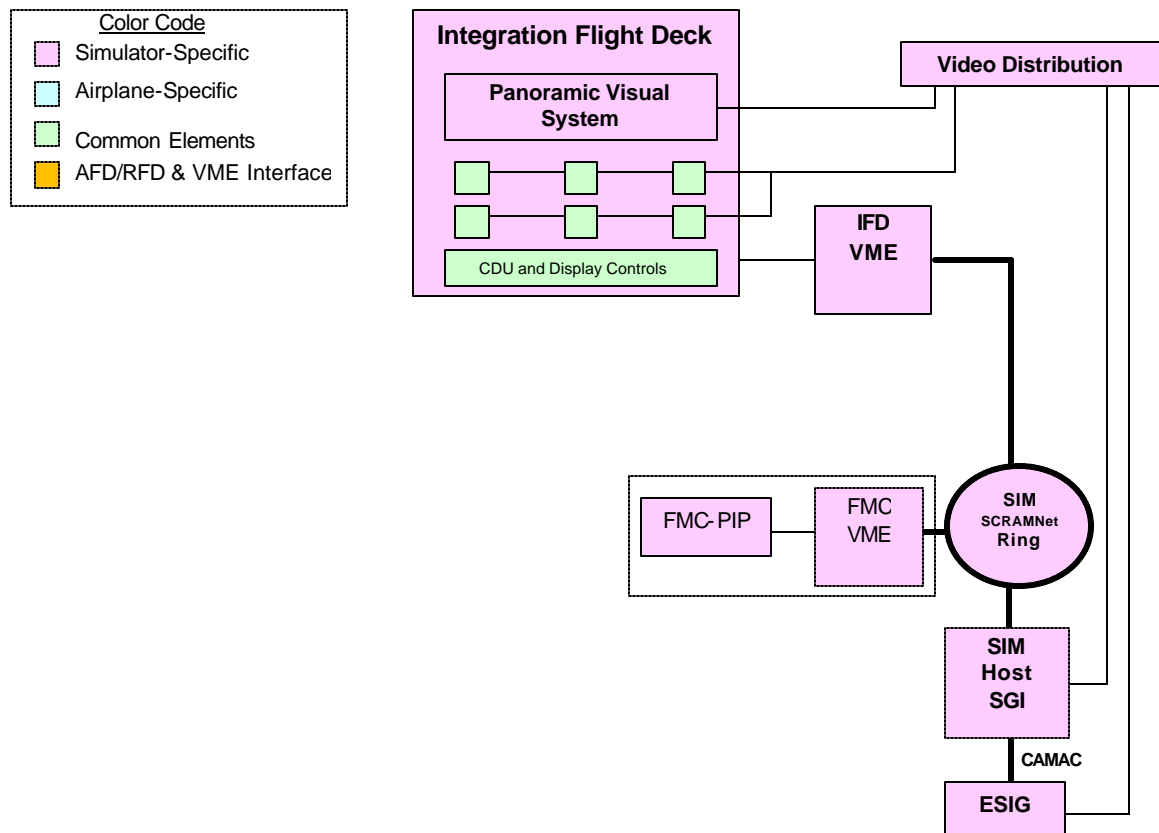 Color Code
Simulator-Specific
Airplane-Specific
Common Elements
AFD/RFD & VME Interface
Integration Flight Deck
Panoramic Visual
System
CDU and Display Controls
Video Distribution
IFD
VME
FMC-PIP
FMC
VME
SIM
SCRAMNet
Ring
SIM
Host
SGI
CAMAC
ESIG